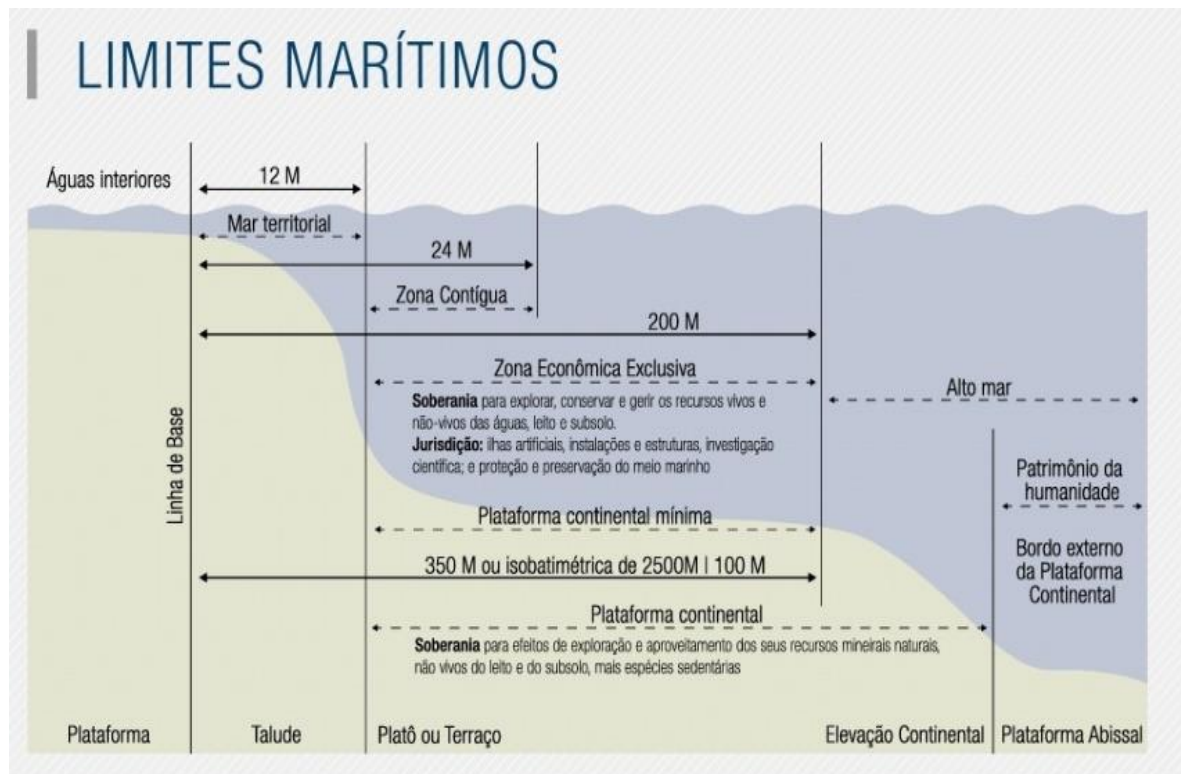 LIMITES MARÍTIMOS
Águas interiores
12 M
Mar territorial
24 M
Zona Contígua
200 M
Zona Econômica Exclusiva
Soberania para explorar, conservar e gerir os recursos vivos e
não-vivos das águas, leito e subsolo.
Jurisdição: ilhas artificiais, instalações e estruturas, investigação
científica; e proteção e preservação do meio marinho
Alto mar
Linha de Base
Patrimônio da
humanidade
Plataforma continental mínima
Bordo externo
da Plataforma
Continental
350 M ou isobatimétrica de 2500M | 100 M
Plataforma continental
Soberania para efeitos de exploração e aproveitamento dos seus recursos mineirais naturais,
não vivos do leito e do subsolo, mais espécies sedentárias
Plataforma
Talude
Platô ou Terraço
Elevação Continental
Plataforma Abissal